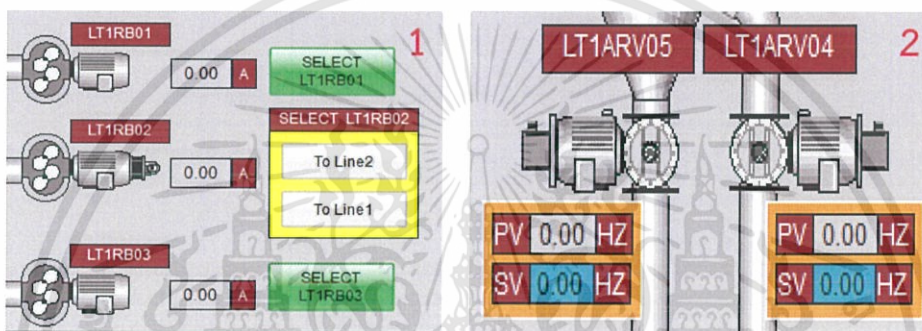 1
LT1RB01
0.00 A
SELECT
LT1RB01
LT1RB02
0.00 A
SELECT LT1RB02
To Line2
To Line1
LT1RB03
0.00 A
SELECT
LT1RB03
2
LT1ARV05
LT1ARV04
PV 0.00 HZ
SV 0.00 HZ
PV 0.00 HZ
SV 0.00 HZ